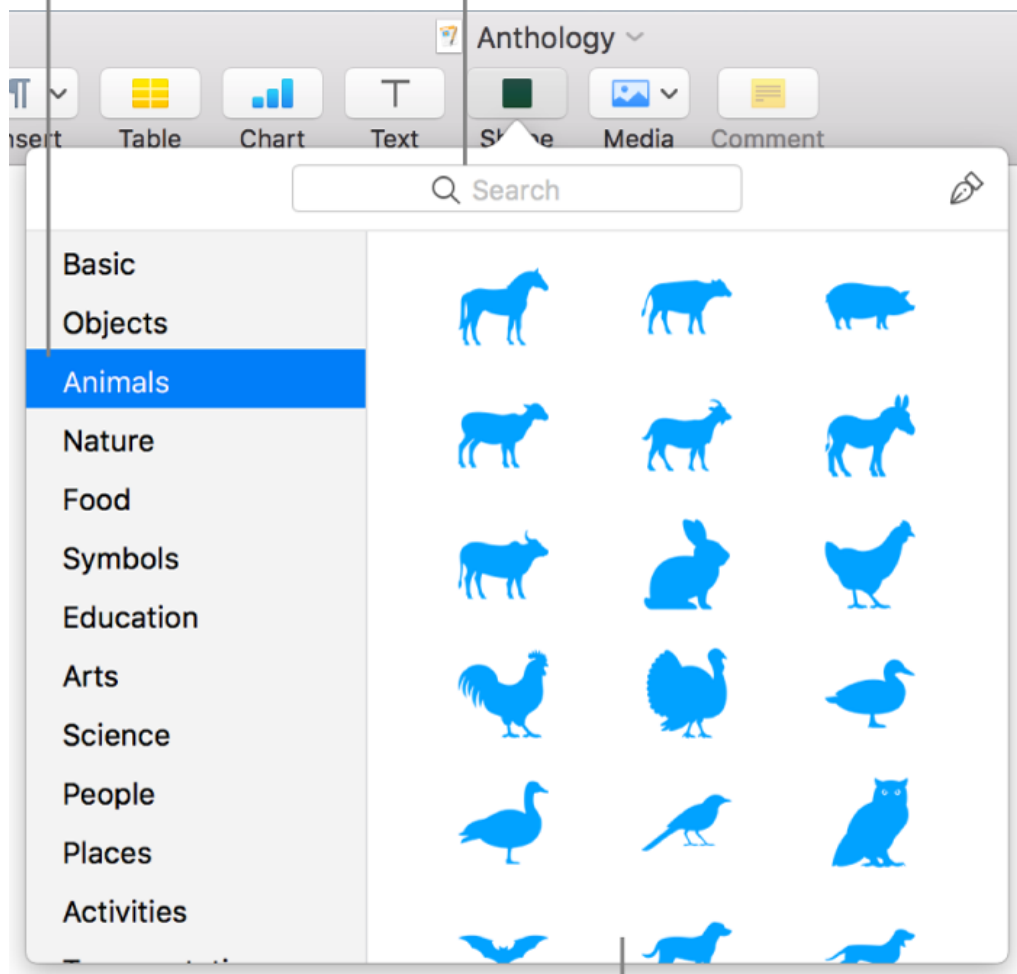 Anthology
Table Chart Text Media Comment
Search
Basic
Objects
Animals
Nature
Food
Symbols
Education
Arts
Science
People
Places
Activities